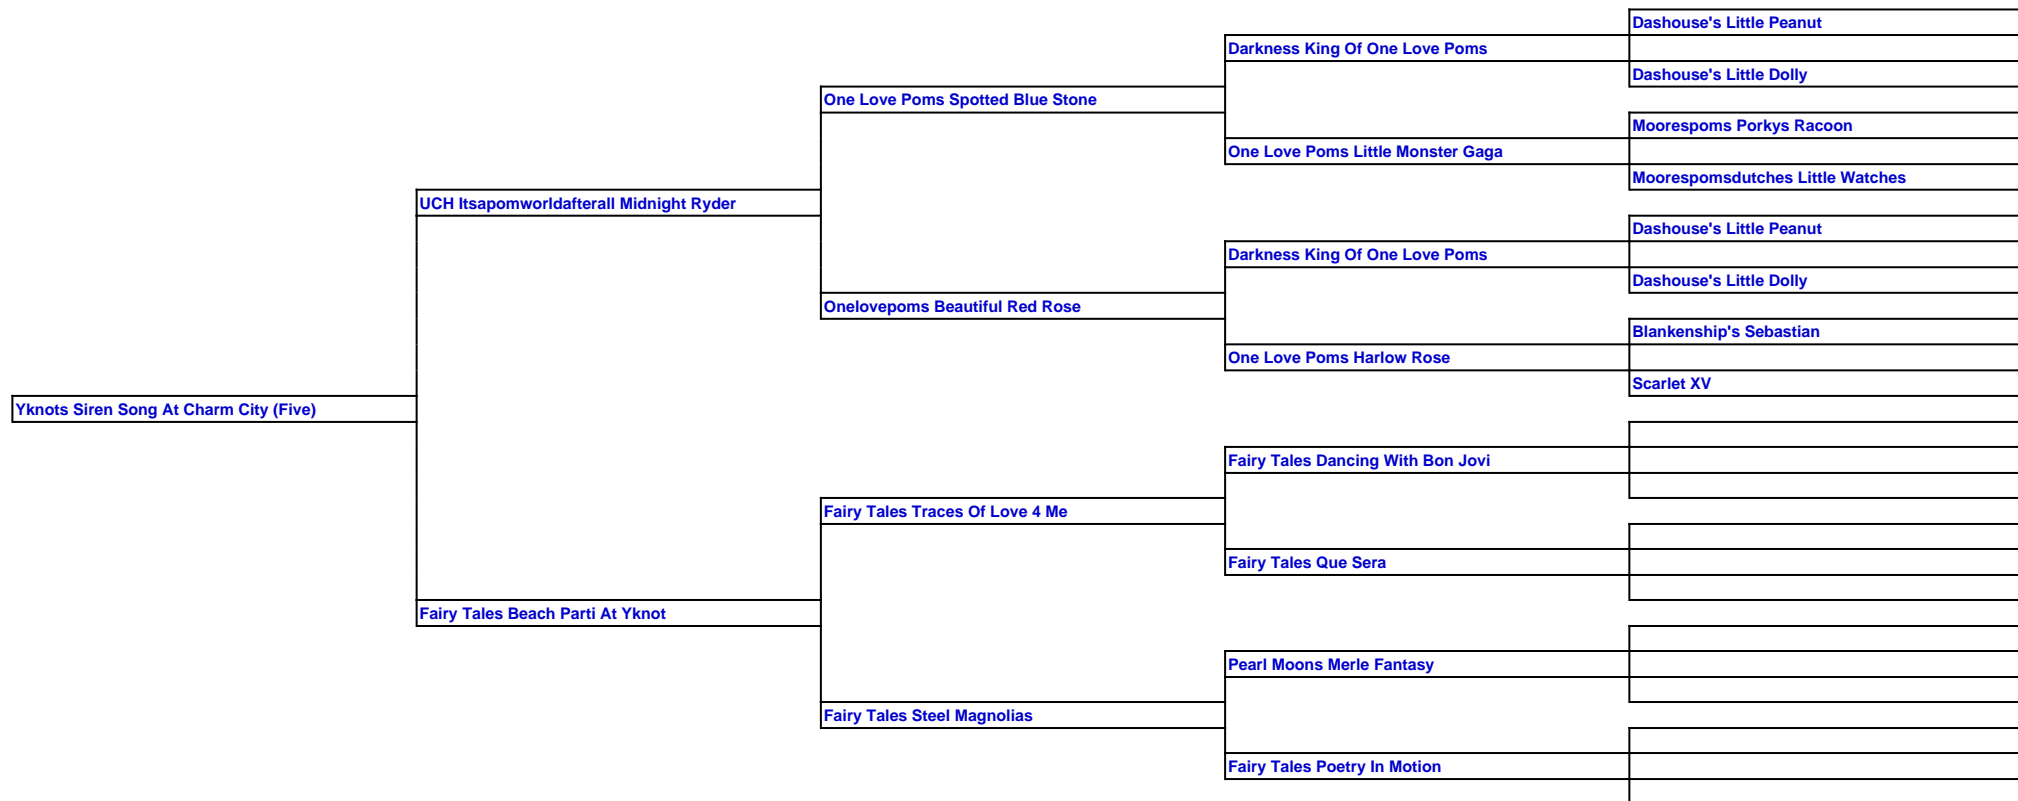 Dashouse's Little Peanut
Darkness King Of One Love Poms
Dashouse's Little Dolly
One Love Poms Spotted Blue Stone
Moorespoms Porkys Racoon
One Love Poms Little Monster Gaga
Moorespomsdutches Little Watches
UCH Itsapomworldafterall Midnight Ryder
Dashouse's Little Peanut
Darkness King Of One Love Poms
Dashouse's Little Dolly
Onelovepoms Beautiful Red Rose
Blankenship's Sebastian
One Love Poms Harlow Rose
Scarlet XV
Yknots Siren Song At Charm City (Five)
Fairy Tales Dancing With Bon Jovi
Fairy Tales Traces Of Love 4 Me
Fairy Tales Que Sera
Fairy Tales Beach Parti At Yknot
Pearl Moons Merle Fantasy
Fairy Tales Steel Magnolias
Fairy Tales Poetry In Motion